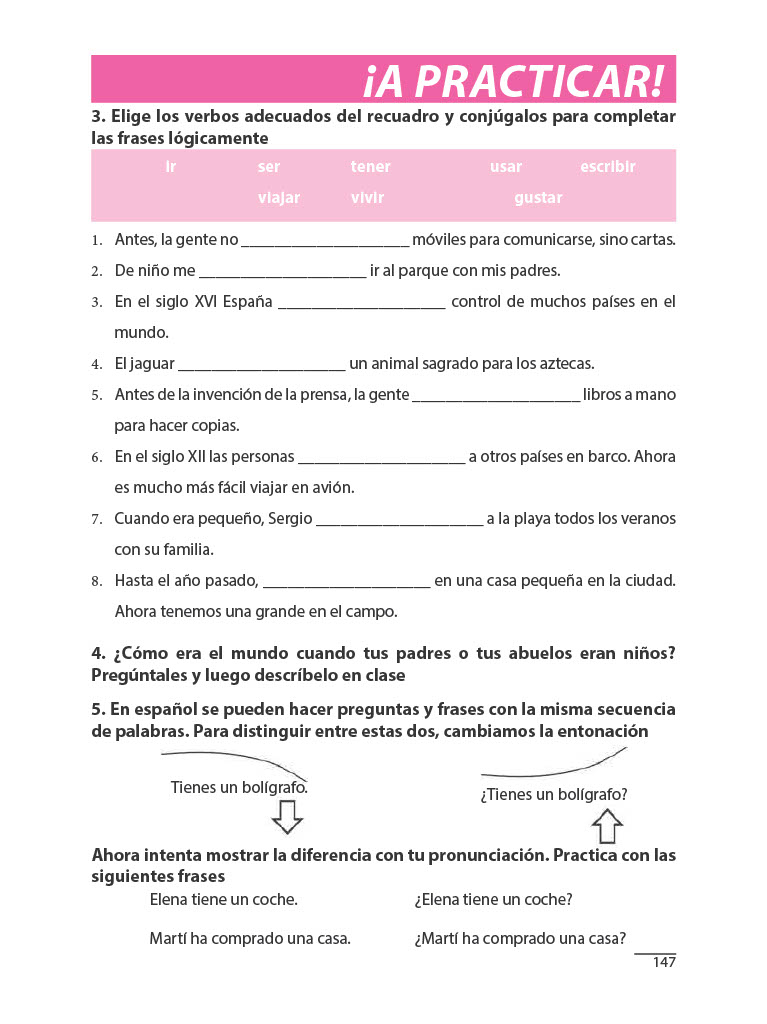 ¡A PRACTICAR!
3. Elige los verbos adecuados del recuadro y conjúgalos para completar
las frases lógicamente
ir ser tener usar escribir
viajar vivir gustar
1. Antes, la gente no ____________________ móviles para comunicarse, sino cartas.
2. De niño me ____________________ ir al parque con mis padres.
3. En el siglo XVI España ____________________ control de muchos países en el
mundo.
4. El jaguar ____________________ un animal sagrado para los aztecas.
5. Antes de la invención de la prensa, la gente ____________________ libros a mano
para hacer copias.
6. En el siglo XII las personas ____________________ a otros países en barco. Ahora
es mucho más fácil viajar en avión.
7. Cuando era pequeño, Sergio ____________________ a la playa todos los veranos
con su familia.
8. Hasta el año pasado, ____________________ en una casa pequeña en la ciudad.
Ahora tenemos una grande en el campo.
4. ¿Cómo era el mundo cuando tus padres o tus abuelos eran niños?
Pregúntales y luego descríbelo en clase
5. En español se pueden hacer preguntas y frases con la misma secuencia
de palabras. Para distinguir entre estas dos, cambiamos la entonación
Tienes un bolígrafo.
¿Tienes un bolígrafo?
Ahora intenta mostrar la diferencia con tu pronunciación. Practica con las
siguientes frases
Elena tiene un coche. ¿Elena tiene un coche?
Martí ha comprado una casa. ¿Martí ha comprado una casa?
147